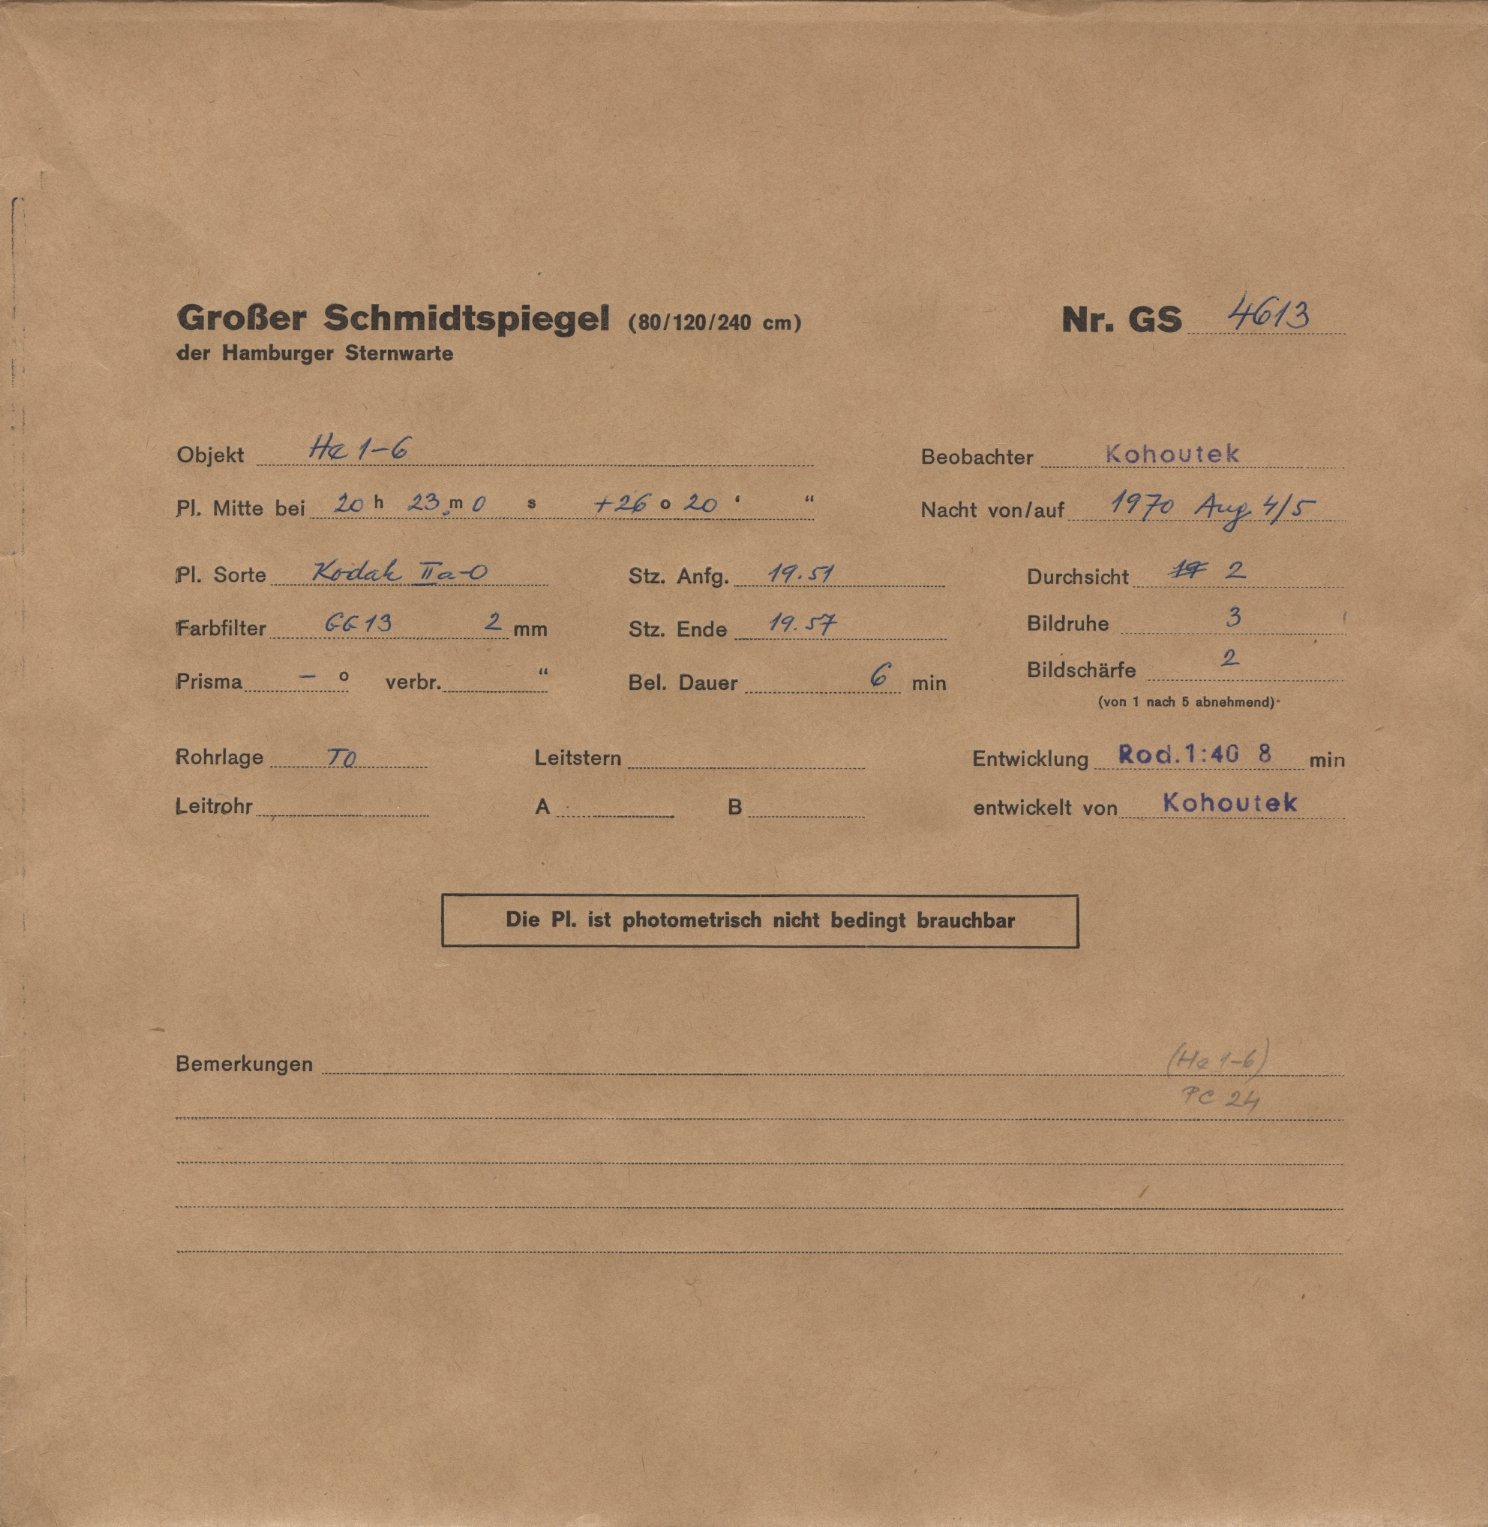 Großer Schmidtspiegel (80/120/240 cm) Nr. GS 4613
der Hamburger Sternwarte
Objekt He 1-6 Beobachter Kohoutek
Pl. Mitte bei 20 h 23 m 0 s +26 o 20 ‘ “ Nacht von/auf 1970 Aug. 4/5
Pl. Sorte Kodak IIa-O Stz. Anfg. 19.51 Durchsicht 2
Farbfilter GG13 2 mm Stz. Ende 19.57 Bildruhe 3
Prisma – o verbr. “ Bel. Dauer 6 min Bildschärfe 2
(von 1 nach 5 abnehmend)
Rohrlage TO Leitstern Entwicklung Rod.1:40 8 min
Leitrohr A B entwickelt von Kohoutek
Die Pl. ist photometrisch nicht bedingt brauchbar
Bemerkungen (He 1-6)
PC 24